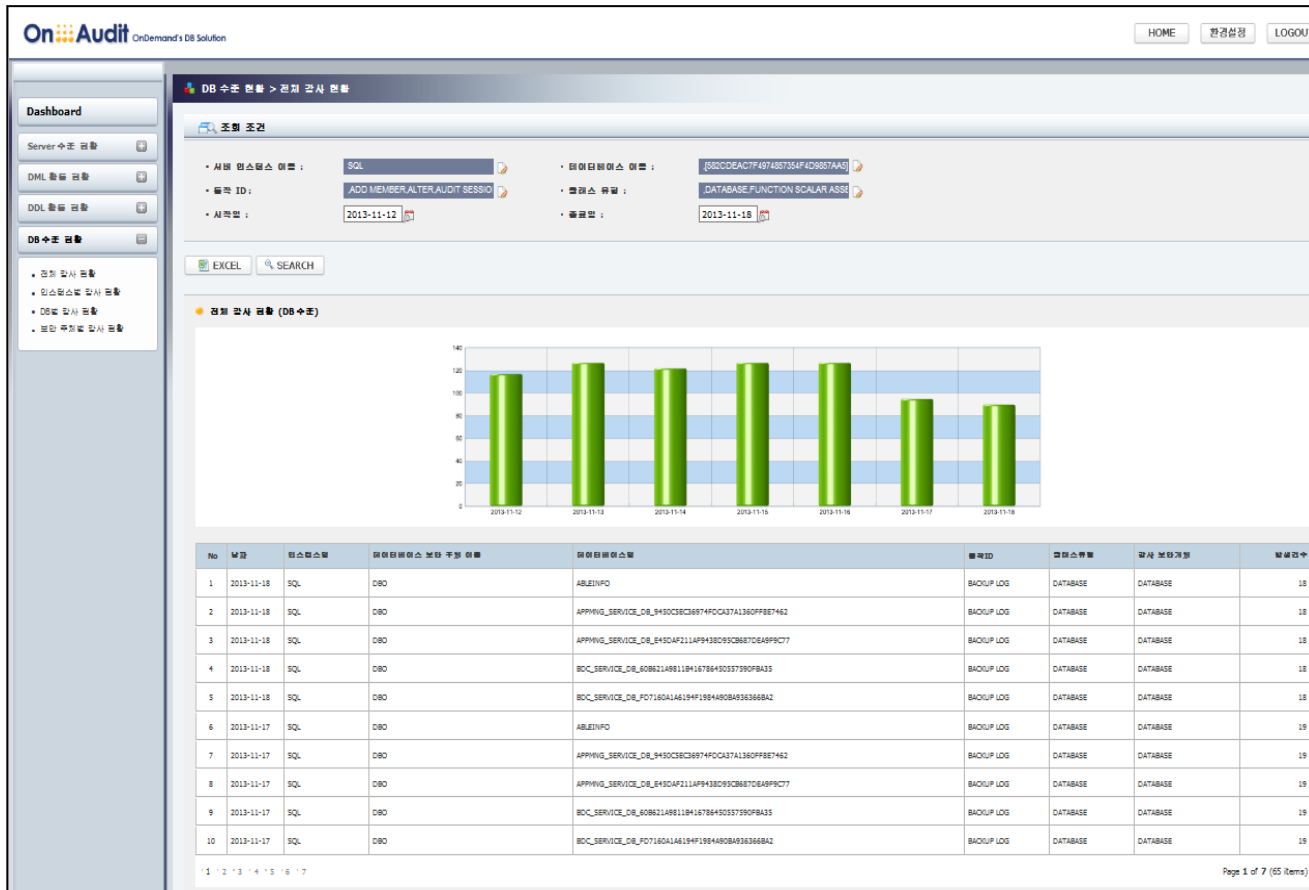 On Audit OnDemand's DB Solution
HOME 환경설정 LOGOU
Dashboard
Server 수준 현황
DML 활동 현황
DDL 활동 현황
DB 수준 현황
전체 감사 현황
인스턴스별 감사 현황
DB별 감사 현황
보안 주체별 감사 현황
DB 수준 현황 > 전체 감사 현황
조회 조건
서버 인스턴스 이름 : SQL 데이터베이스 이름 : ,[582CDEAC7F4974857354F4D9857AA5]
동작 ID : ,ADD MEMBER,ALTER,AUDIT SESSIO 클래스 유형 : ,DATABASE,FUNCTION SCALAR ASSE
시작일 : 2013-11-12 종료일 : 2013-11-18
EXCEL SEARCH
전체 감사 현황 (DB 수준)
140
120
100
80
60
40
20
0
2013-11-12 2013-11-13 2013-11-14 2013-11-15 2013-11-16 2013-11-17 2013-11-18
No 날짜 인스턴스명 데이터베이스 보안 주체 이름 데이터베이스명 동작ID 클래스유형 감사 보안개체 발생건수
1 2013-11-18 SQL DBO ABLEINFO BACKUP LOG DATABASE DATABASE 18
2 2013-11-18 SQL DBO APPMNG_SERVICE_DB_9450C5EC36974FDCA37A1360FF8E7462 BACKUP LOG DATABASE DATABASE 18
3 2013-11-18 SQL DBO APPMNG_SERVICE_DB_E45DAF211AF9438D95CB687DEA9F9C77 BACKUP LOG DATABASE DATABASE 18
4 2013-11-18 SQL DBO BDC_SERVICE_DB_60B621A9811B416786450557590FBA35 BACKUP LOG DATABASE DATABASE 18
5 2013-11-18 SQL DBO BDC_SERVICE_DB_FD7160A1A6194F1984A90BA936366BA2 BACKUP LOG DATABASE DATABASE 18
6 2013-11-17 SQL DBO ABLEINFO BACKUP LOG DATABASE DATABASE 19
7 2013-11-17 SQL DBO APPMNG_SERVICE_DB_9450C5EC36974FDCA37A1360FF8E7462 BACKUP LOG DATABASE DATABASE 19
8 2013-11-17 SQL DBO APPMNG_SERVICE_DB_E45DAF211AF9438D95CB687DEA9F9C77 BACKUP LOG DATABASE DATABASE 19
9 2013-11-17 SQL DBO BDC_SERVICE_DB_60B621A9811B416786450557590FBA35 BACKUP LOG DATABASE DATABASE 19
10 2013-11-17 SQL DBO BDC_SERVICE_DB_FD7160A1A6194F1984A90BA936366BA2 BACKUP LOG DATABASE DATABASE 19
'1 '2 '3 '4 '5 '6 '7 Page 1 of 7 (65 items)